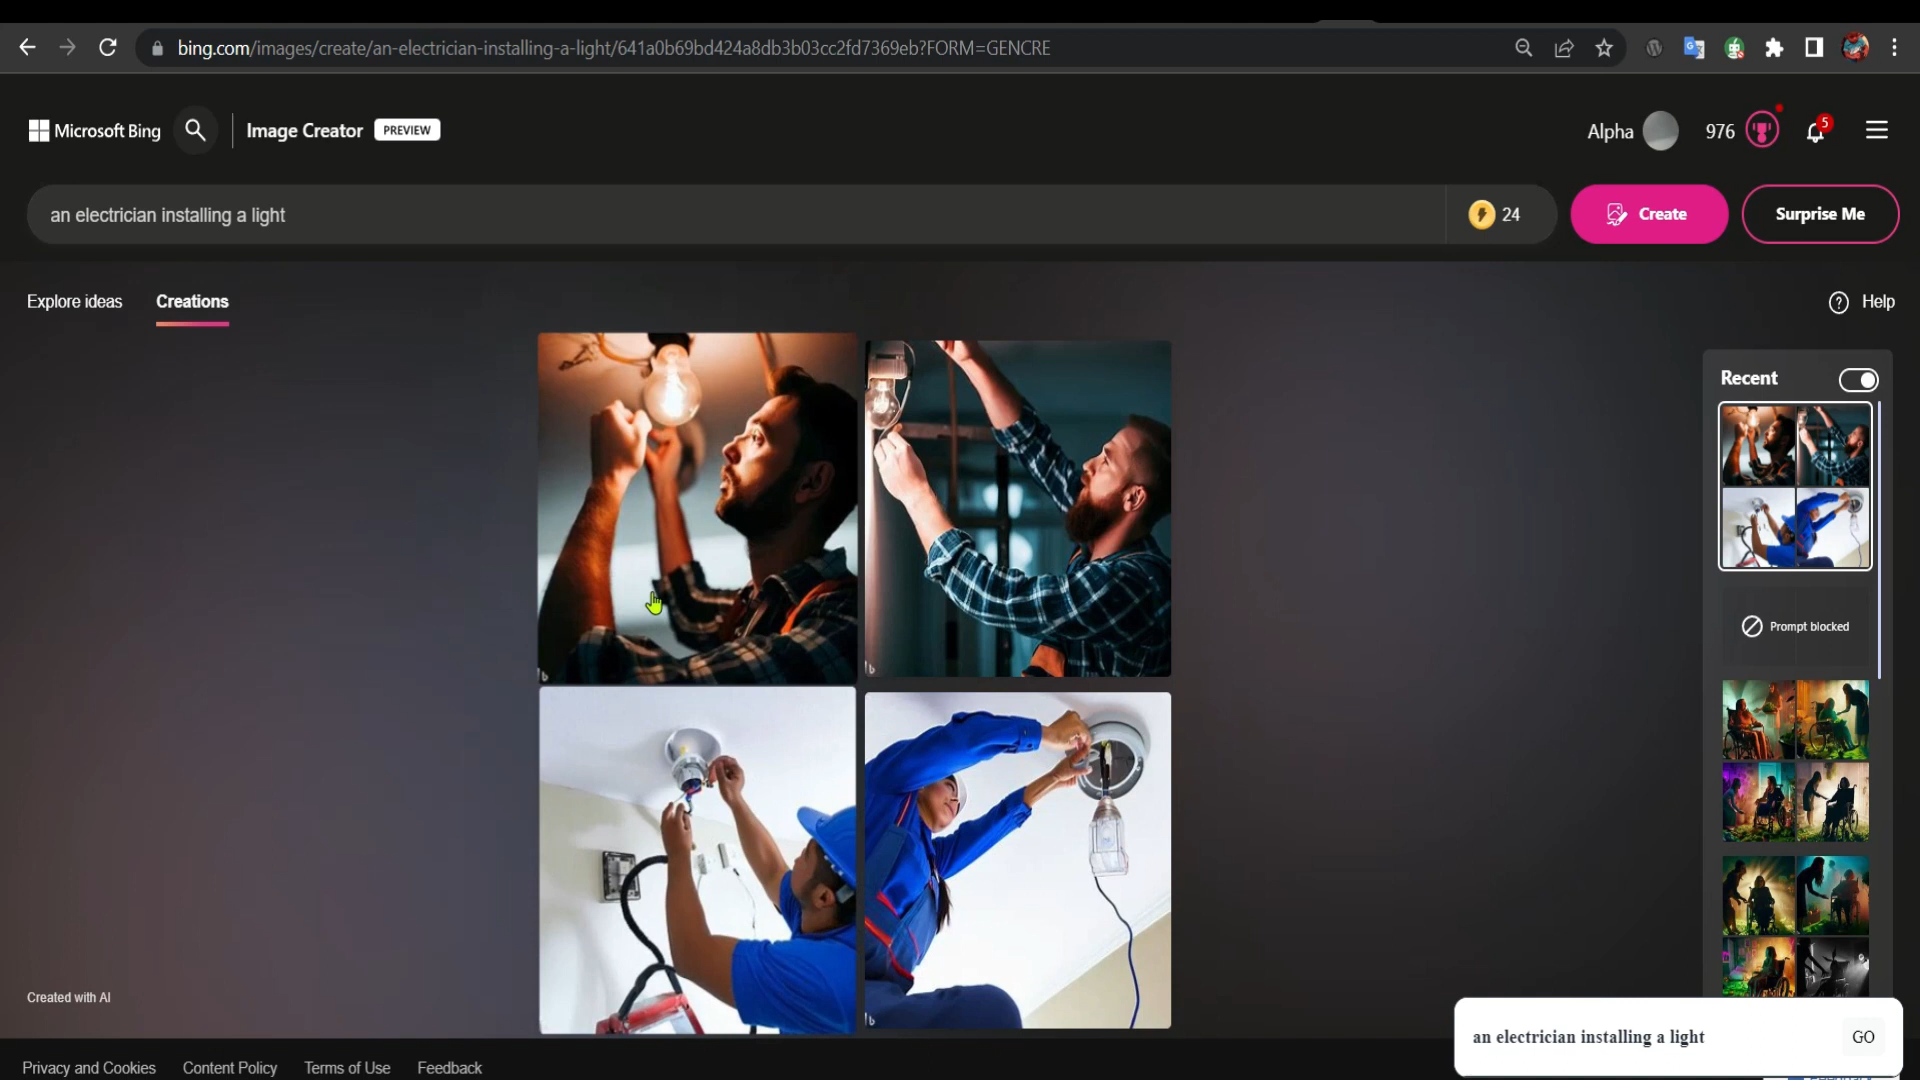 bing.com/images/create/an-electrician-installing-a-light/641a0b69bd424a8db3b03cc2fd7369eb?FORM=GENCRE
Microsoft Bing
Image Creator PREVIEW
Alpha 976 5
an electrician installing a light
24
Create
Surprise Me
Explore ideas
Creations
Help
Recent
Prompt blocked
Created with AI
an electrician installing a light
GO
Privacy and Cookies
Content Policy
Terms of Use
Feedback